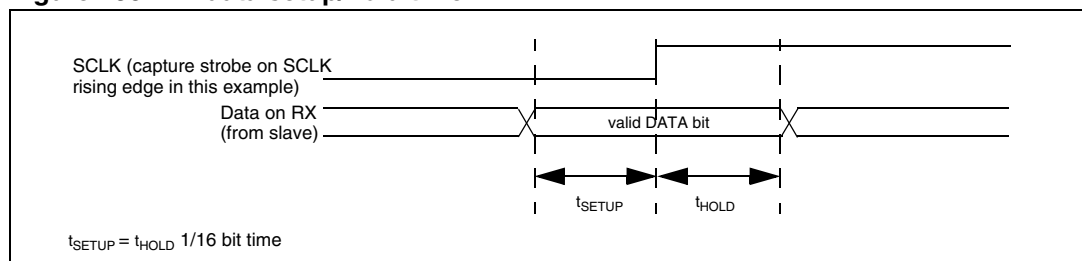 SCLK (capture strobe on SCLK
rising edge in this example)
Data on RX
(from slave)
valid DATA bit
tSETUP
tHOLD
tSETUP = tHOLD 1/16 bit time